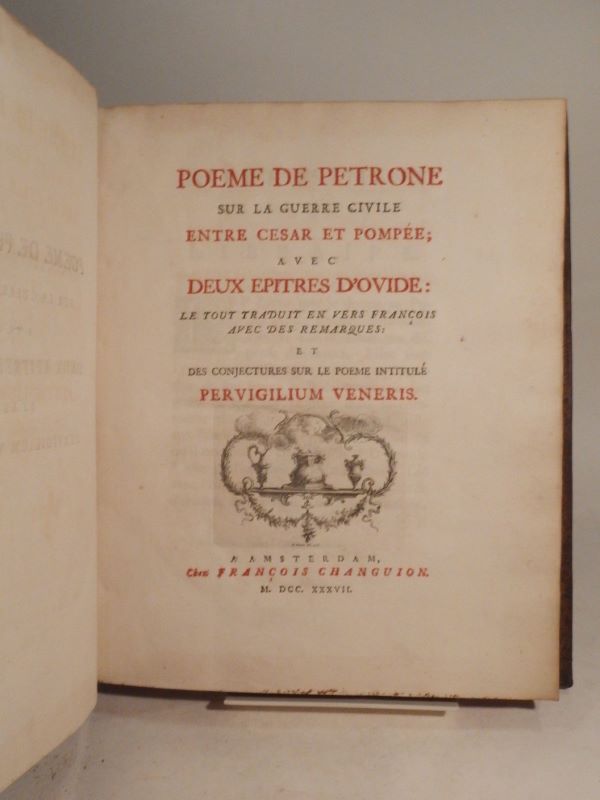 POEME DE PETRONE
SUR LA GUERRE CIVILE
ENTRE CESAR ET POMPÉE;
AVEC
DEUX EPITRES D'OVIDE:
LE TOUT TRADUIT EN VERS FRANÇOIS
AVEC DES REMARQUES:
ET
DES CONJECTURES SUR LE POEME INTITULÉ
PERVIGILIUM VENERIS.
A AMSTERDAM,
Chez FRANÇOIS CHANGUION.
M. DCC. XXXVII.